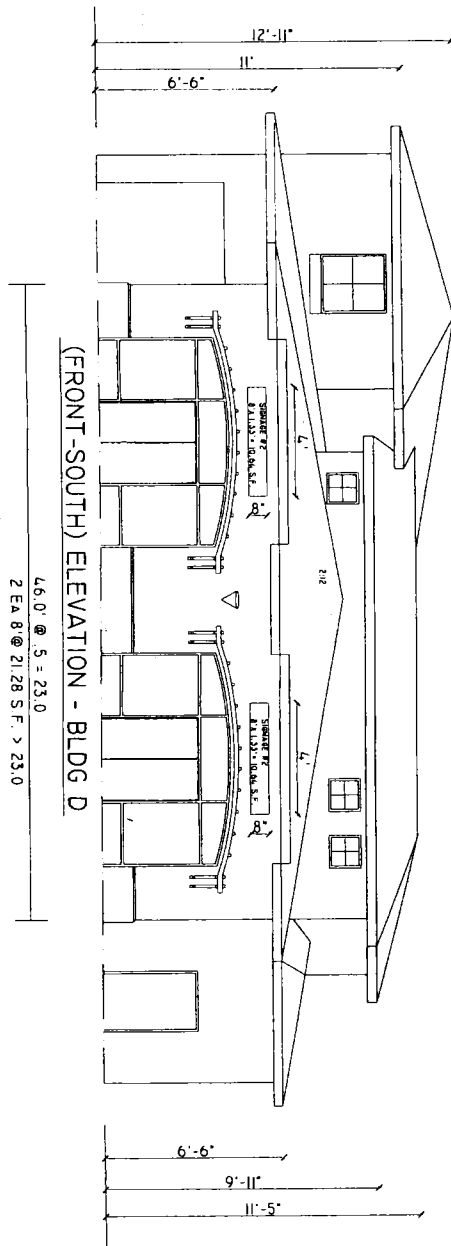 12'-11"
11'
6'-6"
4'
SIGNAGE #2
8' X 1.33' = 10.64 S.F.
8"
2:12
4'
SIGNAGE #2
8' X 1.33' = 10.64 S.F.
8"
6'-6"
9'-11"
11'-5"
(FRONT-SOUTH) ELEVATION - BLDG D
46.0' @ .5 = 23.0
2 EA 8' @ 21.28 S.F. > 23.0